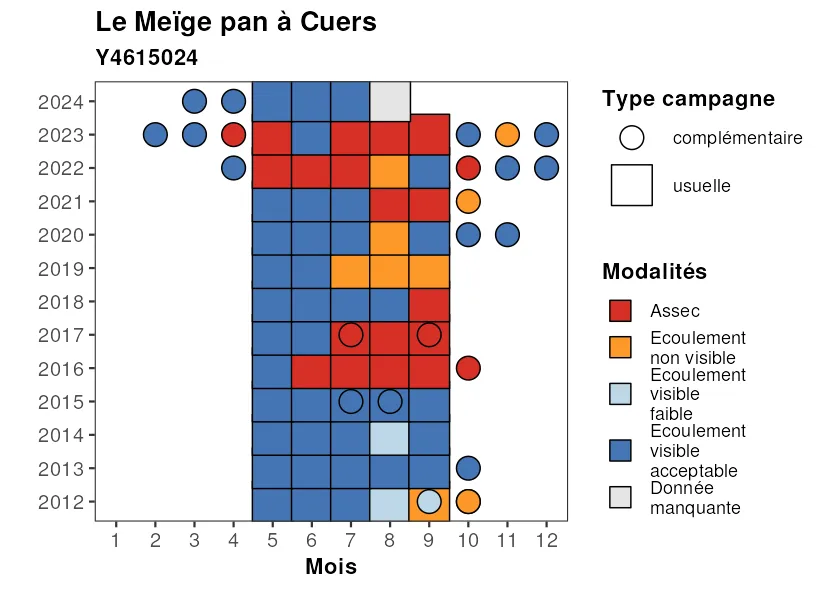 Le Meïge pan à Cuers
Y4615024
2024
2023
2022
2021
2020
2019
2018
2017
2016
2015
2014
2013
2012
1 2 3 4 5 6 7 8 9 10 11 12
Mois
Type campagne
complémentaire
usuelle
Modalités
Assec
Ecoulement
non visible
Ecoulement
visible
faible
Ecoulement
visible
acceptable
Donnée
manquante